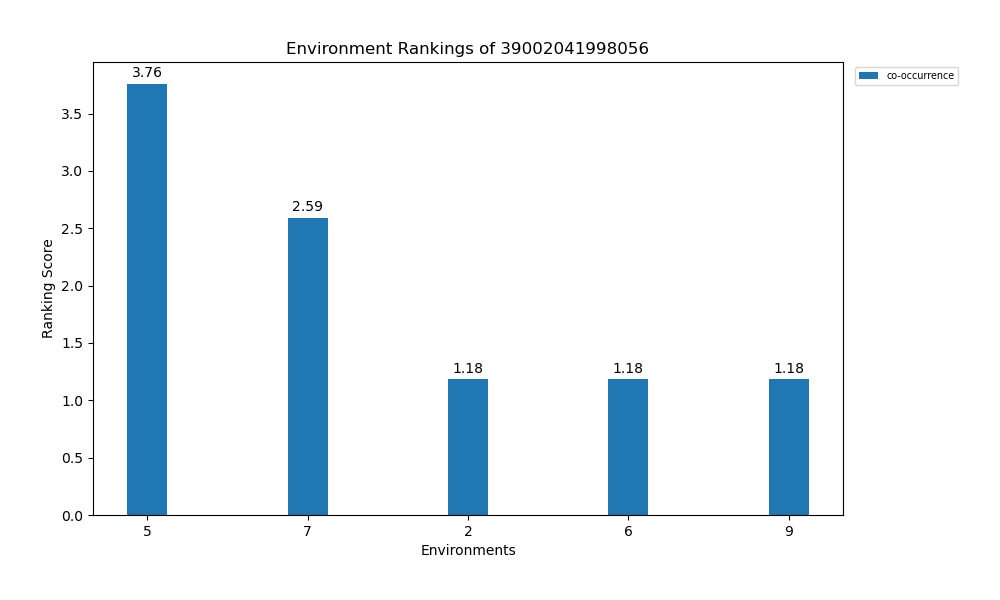 Environment Rankings of 39002041998056
co-occurrence
3.76
2.59
1.18
1.18
1.18
Ranking Score
3.5
3.0
2.5
2.0
1.5
1.0
0.5
0.0
5 7 2 6 9
Environments